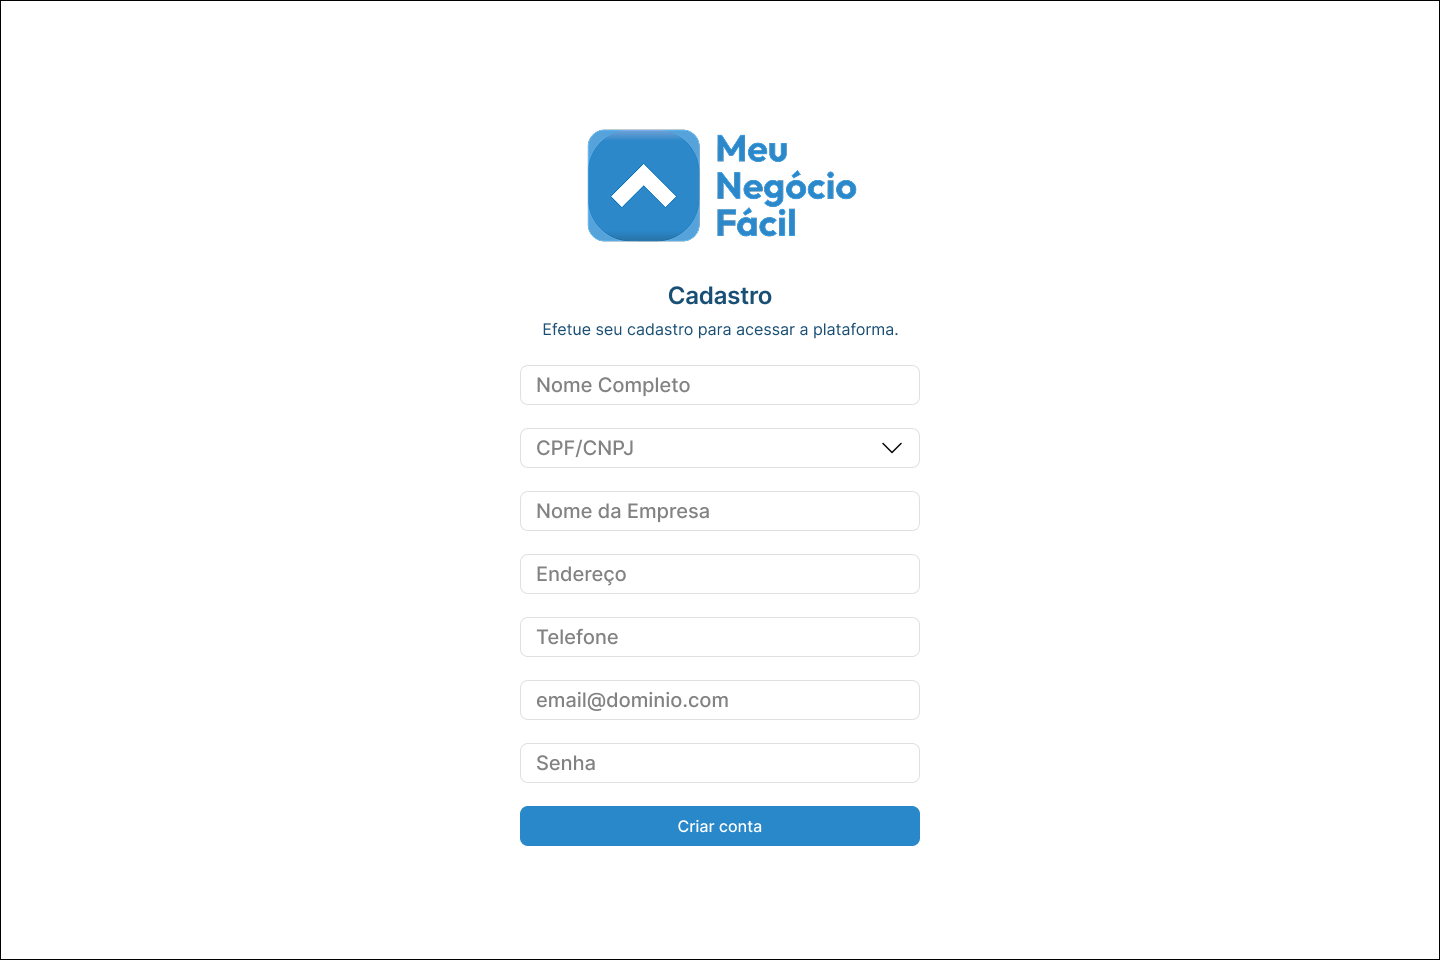 Meu
Negócio
Fácil
Cadastro
Efetue seu cadastro para acessar a plataforma.
Nome Completo
CPF/CNPJ
Nome da Empresa
Endereço
Telefone
email@dominio.com
Senha
Criar conta